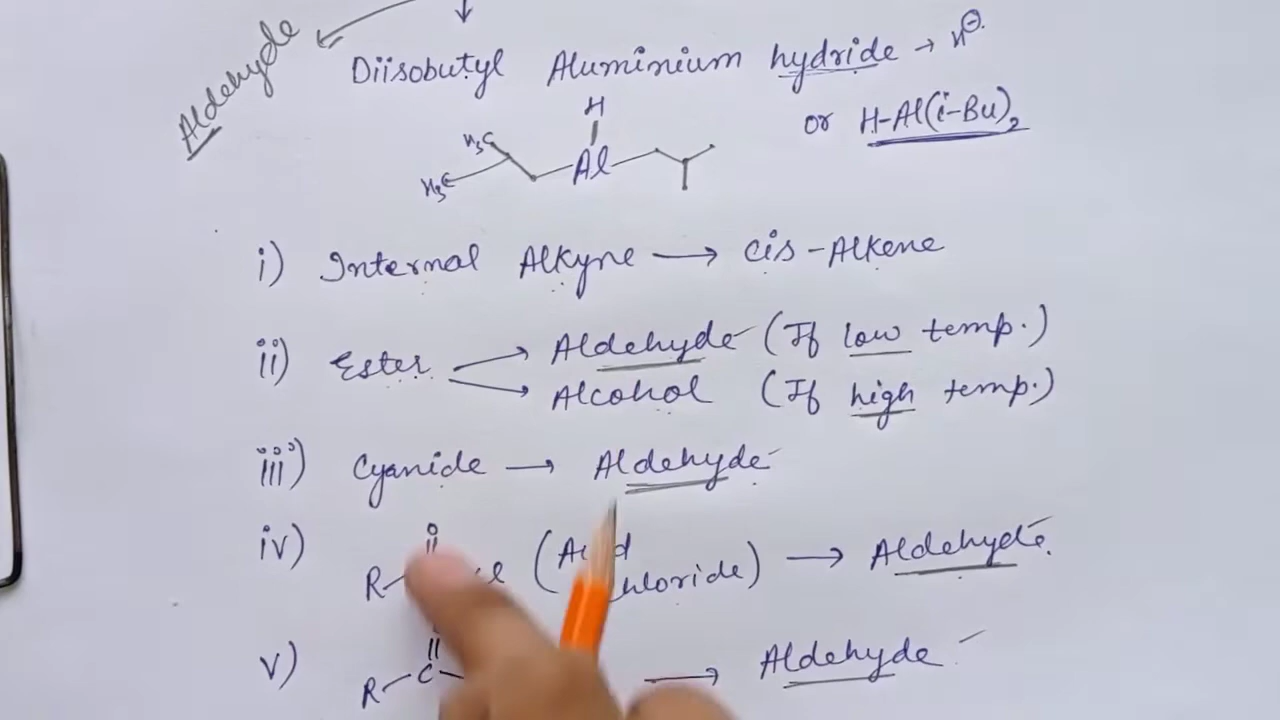 Aldehyde
Diisobutyl Aluminium hydride → H⊖
H
or H-Al(i-Bu)₂
H₃C
H₃C Al
i) Internal Alkyne → cis-Alkene
ii) Ester → Aldehyde (If low temp.)
→ Alcohol (If high temp.)
iii) Cyanide → Aldehyde
O
iv) R (Acid → Aldehyde
chloride)
v) R-C → Aldehyde